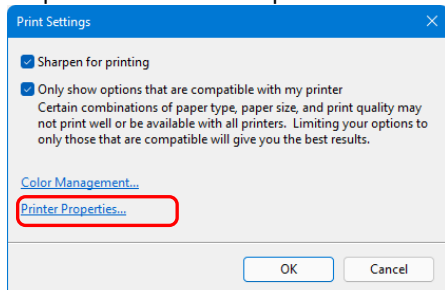 Print Settings
Sharpen for printing
Only show options that are compatible with my printer
Certain combinations of paper type, paper size, and print quality may
not print well or be available with all printers. Limiting your options to
only those that are compatible will give you the best results.
Color Management...
Printer Properties...
OK Cancel